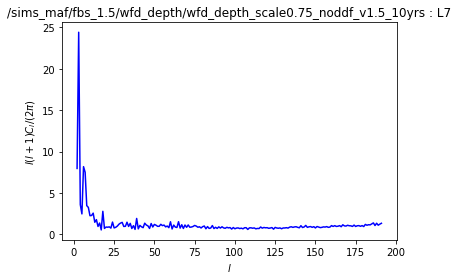 /sims_maf/fbs_1.5/wfd_depth/wfd_depth_scale0.75_noddf_v1.5_10yrs : L7
25
20
15
10
5
0
l(l + 1)C_l/(2π)
0 25 50 75 100 125 150 175 200
l